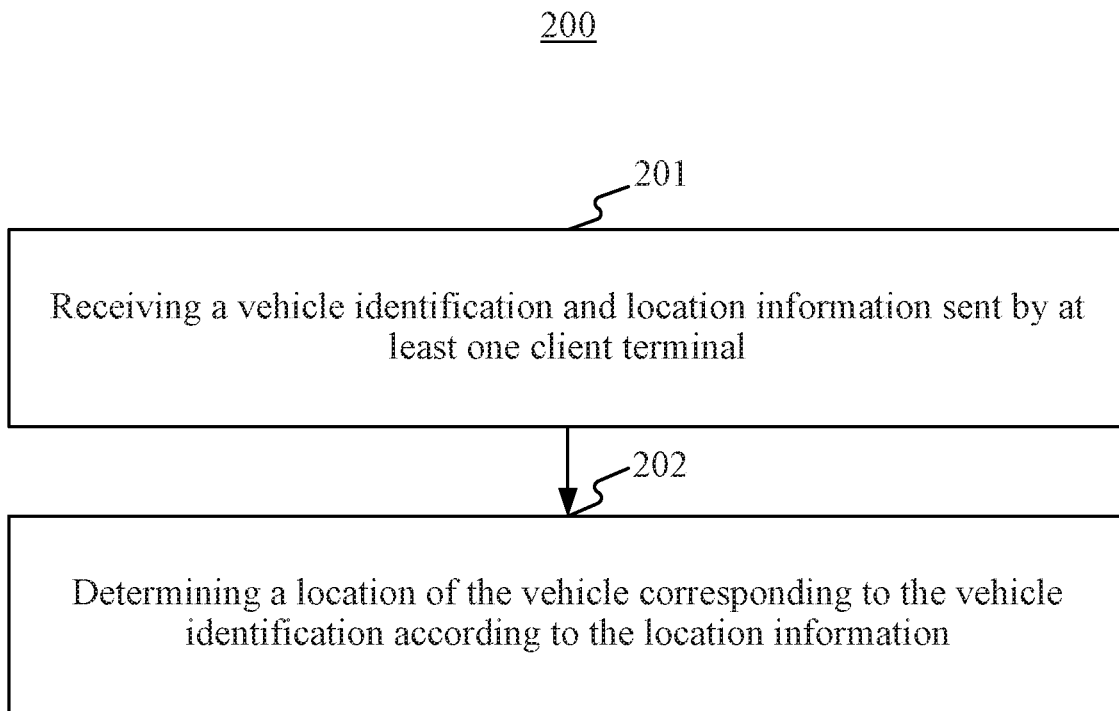 200
201
Receiving a vehicle identification and location information sent by at
least one client terminal
202
Determining a location of the vehicle corresponding to the vehicle
identification according to the location information